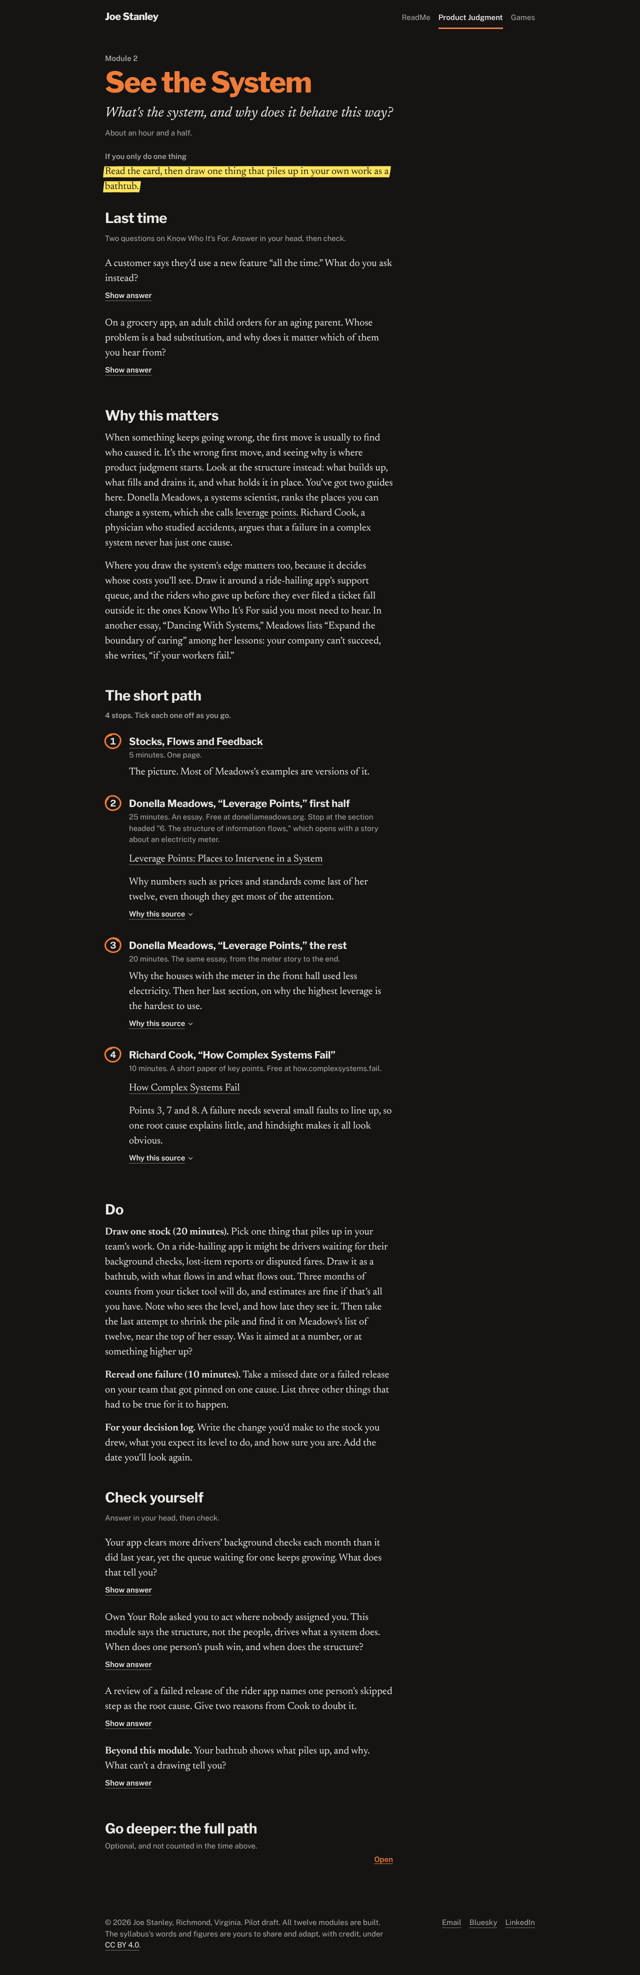 Joe Stanley
ReadMe Product Judgment Games
Module 2
See the System
What's the system, and why does it behave this way?
About an hour and a half.
If you only do one thing
Read the card, then draw one thing that piles up in your own work as a
bathtub.
Last time
Two questions on Know Who It's For. Answer in your head, then check.
A customer says they'd use a new feature “all the time.” What do you ask
instead?
Show answer
On a grocery app, an adult child orders for an aging parent. Whose
problem is a bad substitution, and why does it matter which of them
you hear from?
Show answer
Why this matters
When something keeps going wrong, the first move is usually to find
who caused it. It's the wrong first move, and seeing why is where
product judgment starts. Look at the structure instead: what builds up,
what fills and drains it, and what holds it in place. You've got two guides
here. Donella Meadows, a systems scientist, ranks the places you can
change a system, which she calls leverage points. Richard Cook, a
physician who studied accidents, argues that a failure in a complex
system never has just one cause.
Where you draw the system's edge matters too, because it decides
whose costs you'll see. Draw it around a ride-hailing app's support
queue, and the riders who gave up before they ever filed a ticket fall
outside it: the ones Know Who It's For said you most need to hear. In
another essay, “Dancing With Systems,” Meadows lists “Expand the
boundary of caring” among her lessons: your company can't succeed,
she writes, “if your workers fail.”
The short path
4 stops. Tick each one off as you go.
1 Stocks, Flows and Feedback
5 minutes. One page.
The picture. Most of Meadows's examples are versions of it.
2 Donella Meadows, “Leverage Points,” first half
25 minutes. An essay. Free at donellameadows.org. Stop at the section
headed "6. The structure of information flows," which opens with a story
about an electricity meter.
Leverage Points: Places to Intervene in a System
Why numbers such as prices and standards come last of her
twelve, even though they get most of the attention.
Why this source
3 Donella Meadows, “Leverage Points,” the rest
20 minutes. The same essay, from the meter story to the end.
Why the houses with the meter in the front hall used less
electricity. Then her last section, on why the highest leverage is
the hardest to use.
Why this source
4 Richard Cook, “How Complex Systems Fail”
10 minutes. A short paper of key points. Free at how.complexsystems.fail.
How Complex Systems Fail
Points 3, 7 and 8. A failure needs several small faults to line up, so
one root cause explains little, and hindsight makes it all look
obvious.
Why this source
Do
Draw one stock (20 minutes). Pick one thing that piles up in your
team's work. On a ride-hailing app it might be drivers waiting for their
background checks, lost-item reports or disputed fares. Draw it as a
bathtub, with what flows in and what flows out. Three months of
counts from your ticket tool will do, and estimates are fine if that's all
you have. Note who sees the level, and how late they see it. Then take
the last attempt to shrink the pile and find it on Meadows's list of
twelve, near the top of her essay. Was it aimed at a number, or at
something higher up?
Reread one failure (10 minutes). Take a missed date or a failed release
on your team that got pinned on one cause. List three other things that
had to be true for it to happen.
For your decision log. Write the change you'd make to the stock you
drew, what you expect its level to do, and how sure you are. Add the
date you'll look again.
Check yourself
Answer in your head, then check.
Your app clears more drivers' background checks each month than it
did last year, yet the queue waiting for one keeps growing. What does
that tell you?
Show answer
Own Your Role asked you to act where nobody assigned you. This
module says the structure, not the people, drives what a system does.
When does one person's push win, and when does the structure?
Show answer
A review of a failed release of the rider app names one person's skipped
step as the root cause. Give two reasons from Cook to doubt it.
Show answer
Beyond this module. Your bathtub shows what piles up, and why.
What can't a drawing tell you?
Show answer
Go deeper: the full path
Optional, and not counted in the time above.
Open
© 2026 Joe Stanley, Richmond, Virginia. Pilot draft. All twelve modules are built.
The syllabus's words and figures are yours to share and adapt, with credit, under
CC BY 4.0.
Email Bluesky LinkedIn